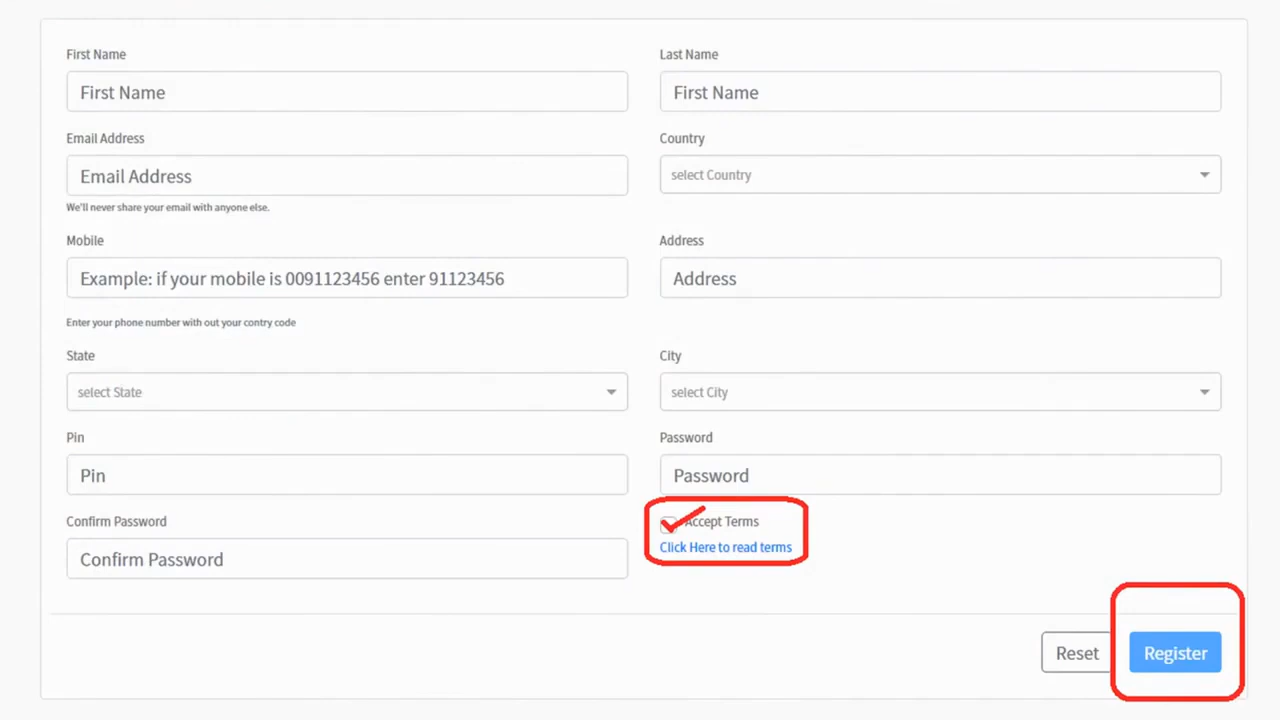 First Name
Last Name
First Name
First Name
Email Address
Country
Email Address
select Country
We'll never share your email with anyone else.
Mobile
Address
Example: if your mobile is 0091123456 enter 91123456
Address
Enter your phone number with out your contry code
State
City
select State
select City
Pin
Password
Pin
Password
Confirm Password
Accept Terms
Click Here to read terms
Confirm Password
Reset
Register